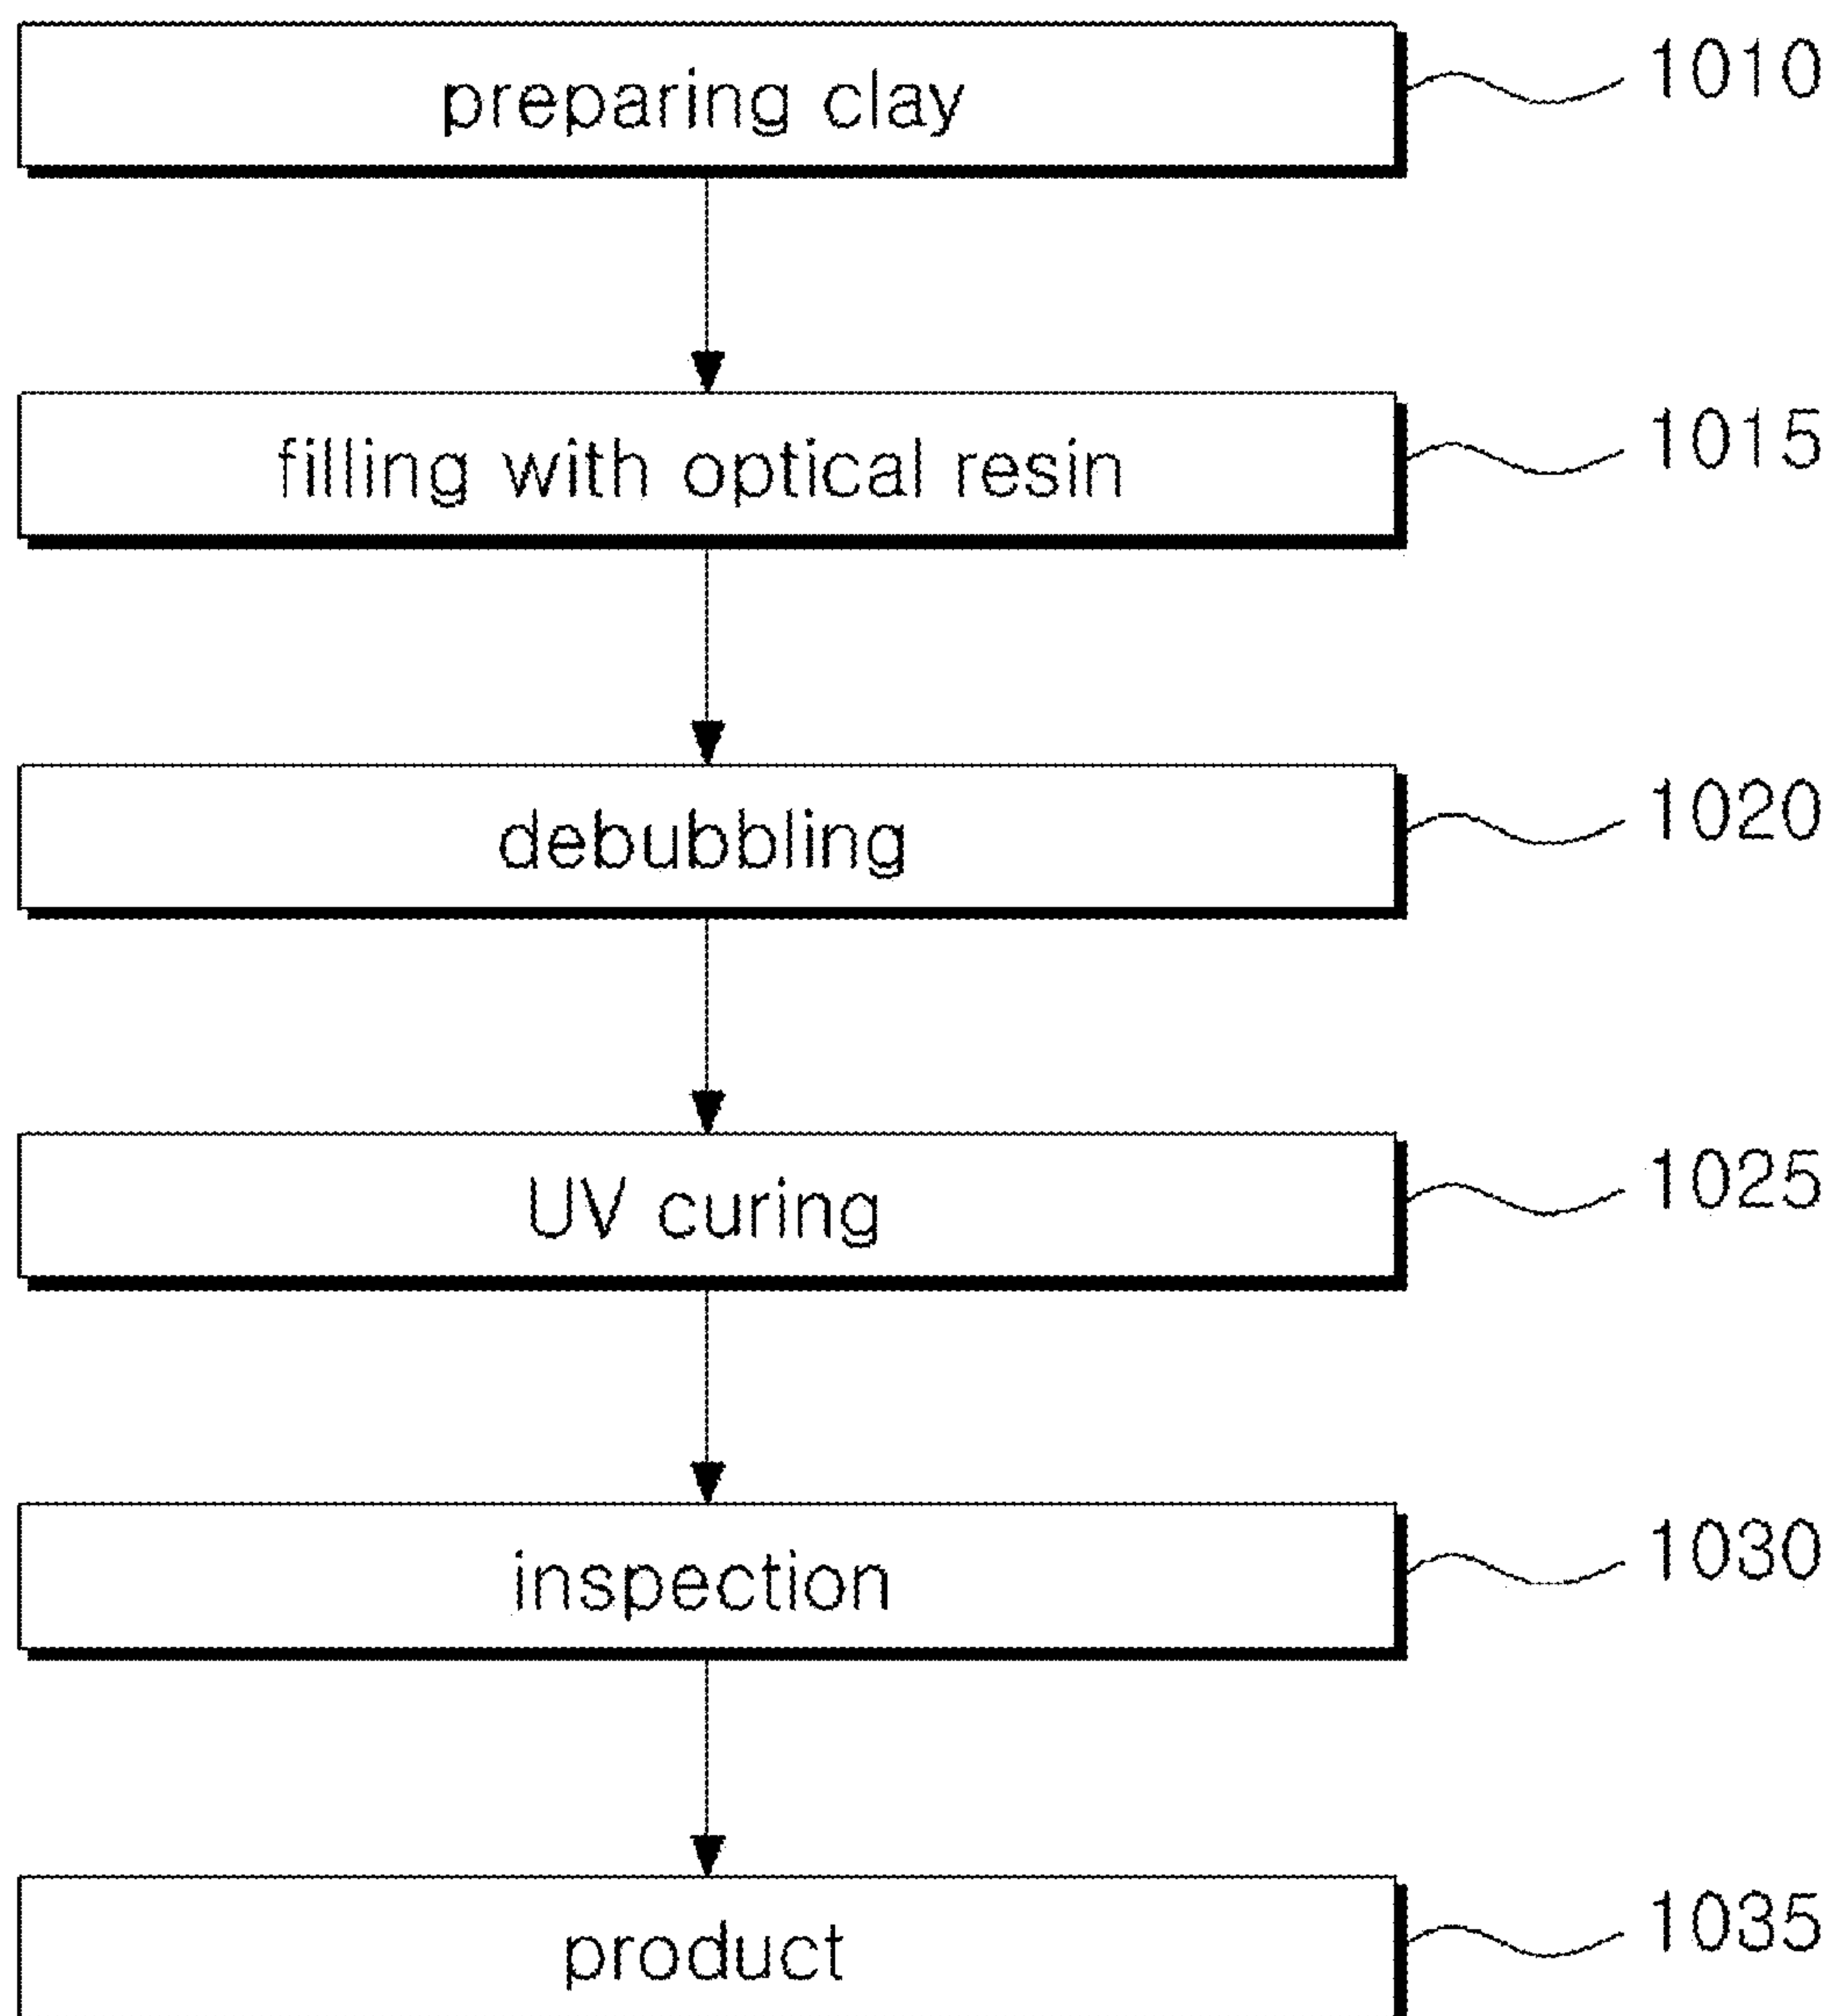 preparing clay 1010
filling with optical resin 1015
debubbling 1020
UV curing 1025
inspection 1030
product 1035